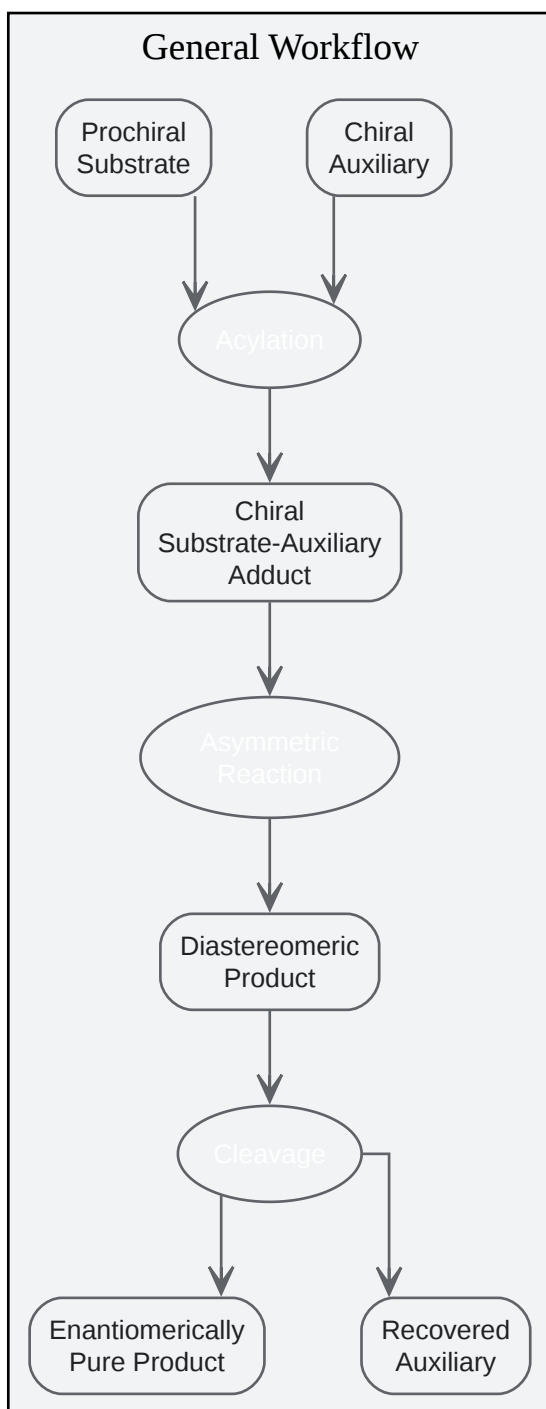 General Workflow
Prochiral
Substrate
Chiral
Auxiliary
Acylation
Chiral
Substrate-Auxiliary
Adduct
Asymmetric
Reaction
Diastereomeric
Product
Cleavage
Enantiomerically
Pure Product
Recovered
Auxiliary